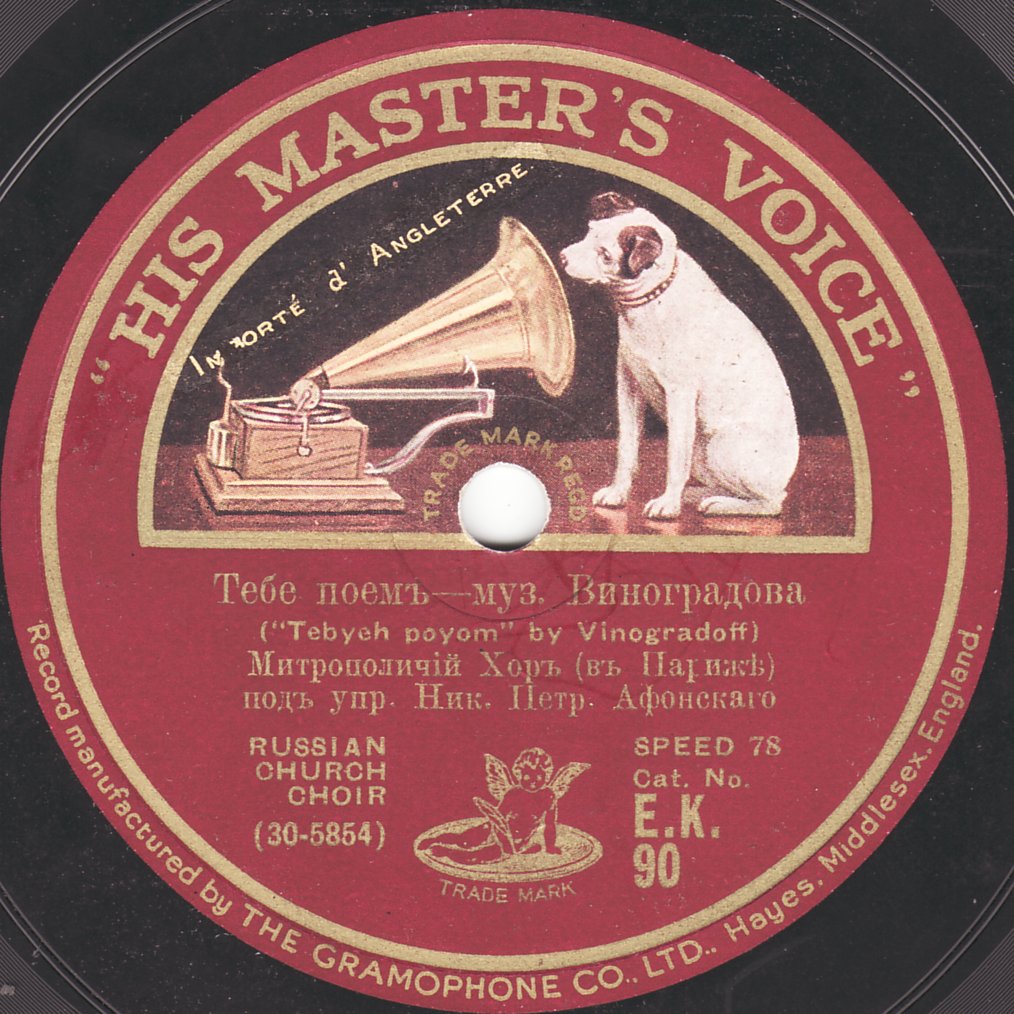 “HIS MASTER'S VOICE”
IMPORTÉ d' ANGLETERRE.
TRADE MARK REGD
Тебе поемъ—муз. Виноградова
("Tebyeh poyom" by Vinogradoff)
Митрополичій Хоръ (въ Парижѣ)
подъ упр. Ник. Петр. Афонскаго
RUSSIAN
CHURCH
CHOIR
(30-5854)
SPEED 78
Cat. No.
E.K.
90
TRADE MARK
Record manufactured by THE GRAMOPHONE CO., LTD., Hayes, Middlesex, England.